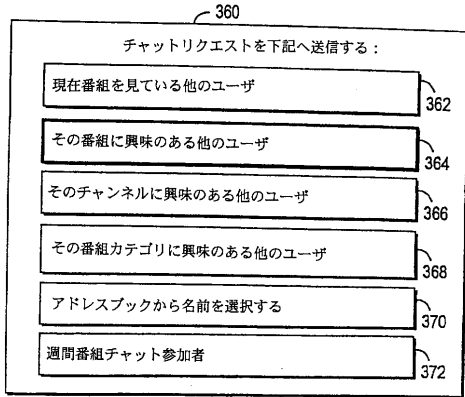 360
チャットリクエストを下記へ送信する：
現在番組を見ている他のユーザ
362
その番組に興味のある他のユーザ
364
そのチャンネルに興味のある他のユーザ
366
その番組カテゴリに興味のある他のユーザ
368
アドレスブックから名前を選択する
370
週間番組チャット参加者
372